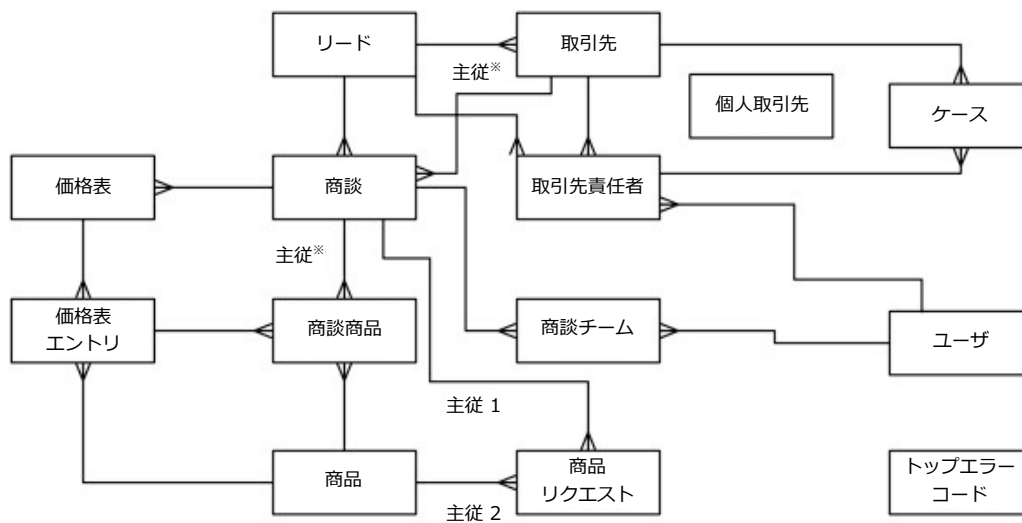 リード
取引先
主従※
個人取引先
ケース
価格表
商談
取引先責任者
主従※
価格表
エントリ
商談商品
商談チーム
ユーザ
主従 1
商品
商品
リクエスト
トップエラー
コード
主従 2